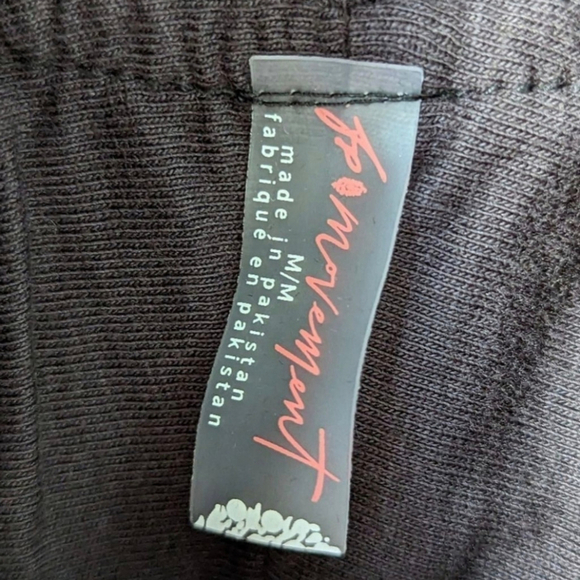 fp movement
M/M
made in pakistan
fabriqué en pakistan